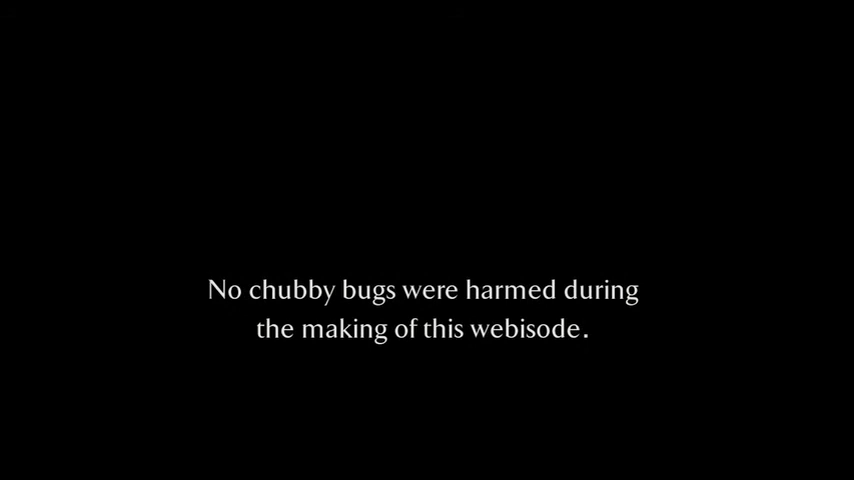 No chubby bugs were harmed during
the making of this webisode.